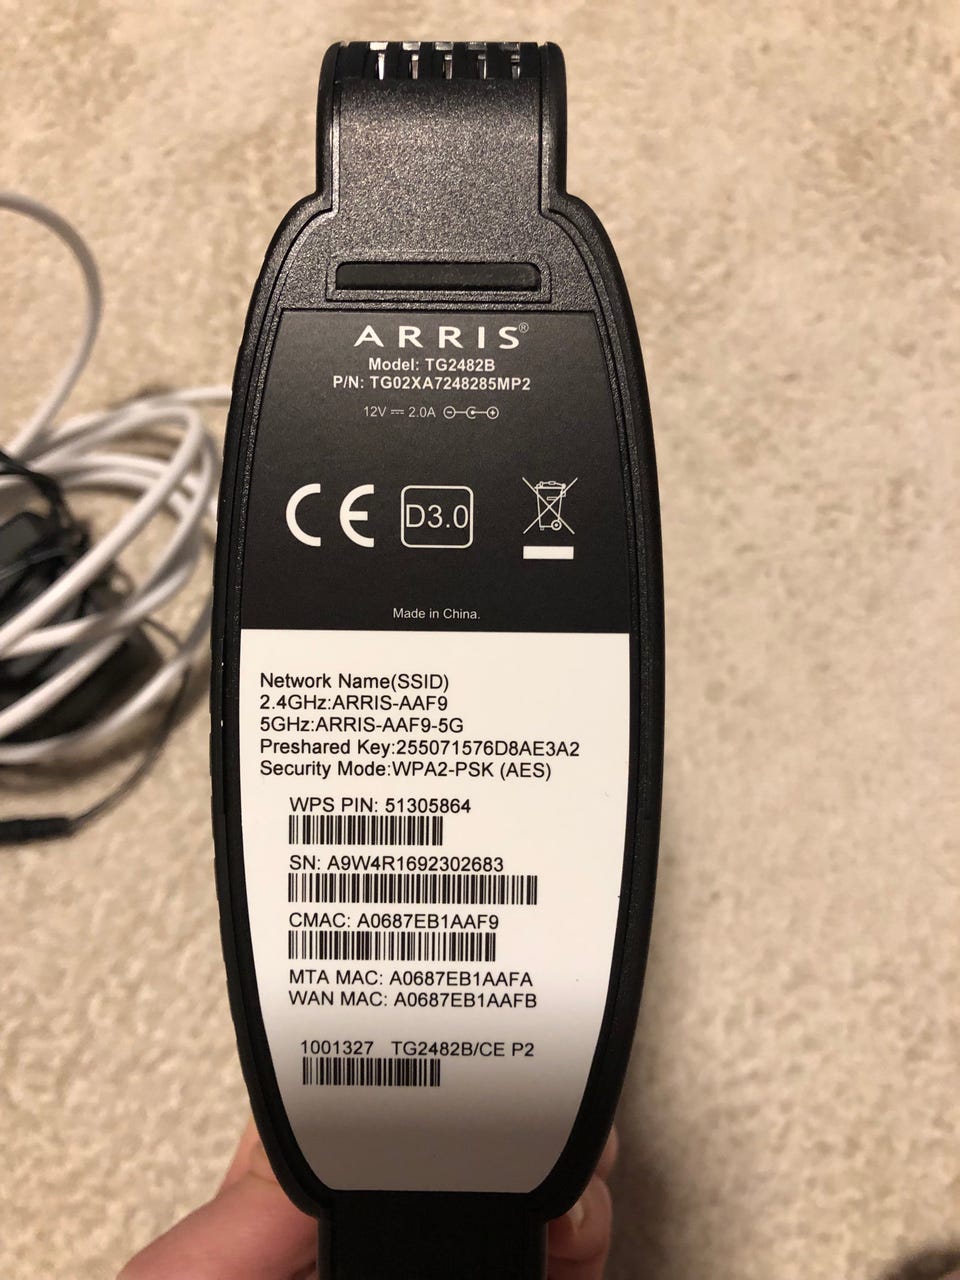 ARRIS®
Model: TG2482B
P/N: TG02XA7248285MP2
12V ⎓ 2.0A
CE D3.0
Made in China.
Network Name(SSID)
2.4GHz:ARRIS-AAF9
5GHz:ARRIS-AAF9-5G
Preshared Key:255071576D8AE3A2
Security Mode:WPA2-PSK (AES)
WPS PIN: 51305864
SN: A9W4R1692302683
CMAC: A0687EB1AAF9
MTA MAC: A0687EB1AAFA
WAN MAC: A0687EB1AAFB
1001327 TG2482B/CE P2